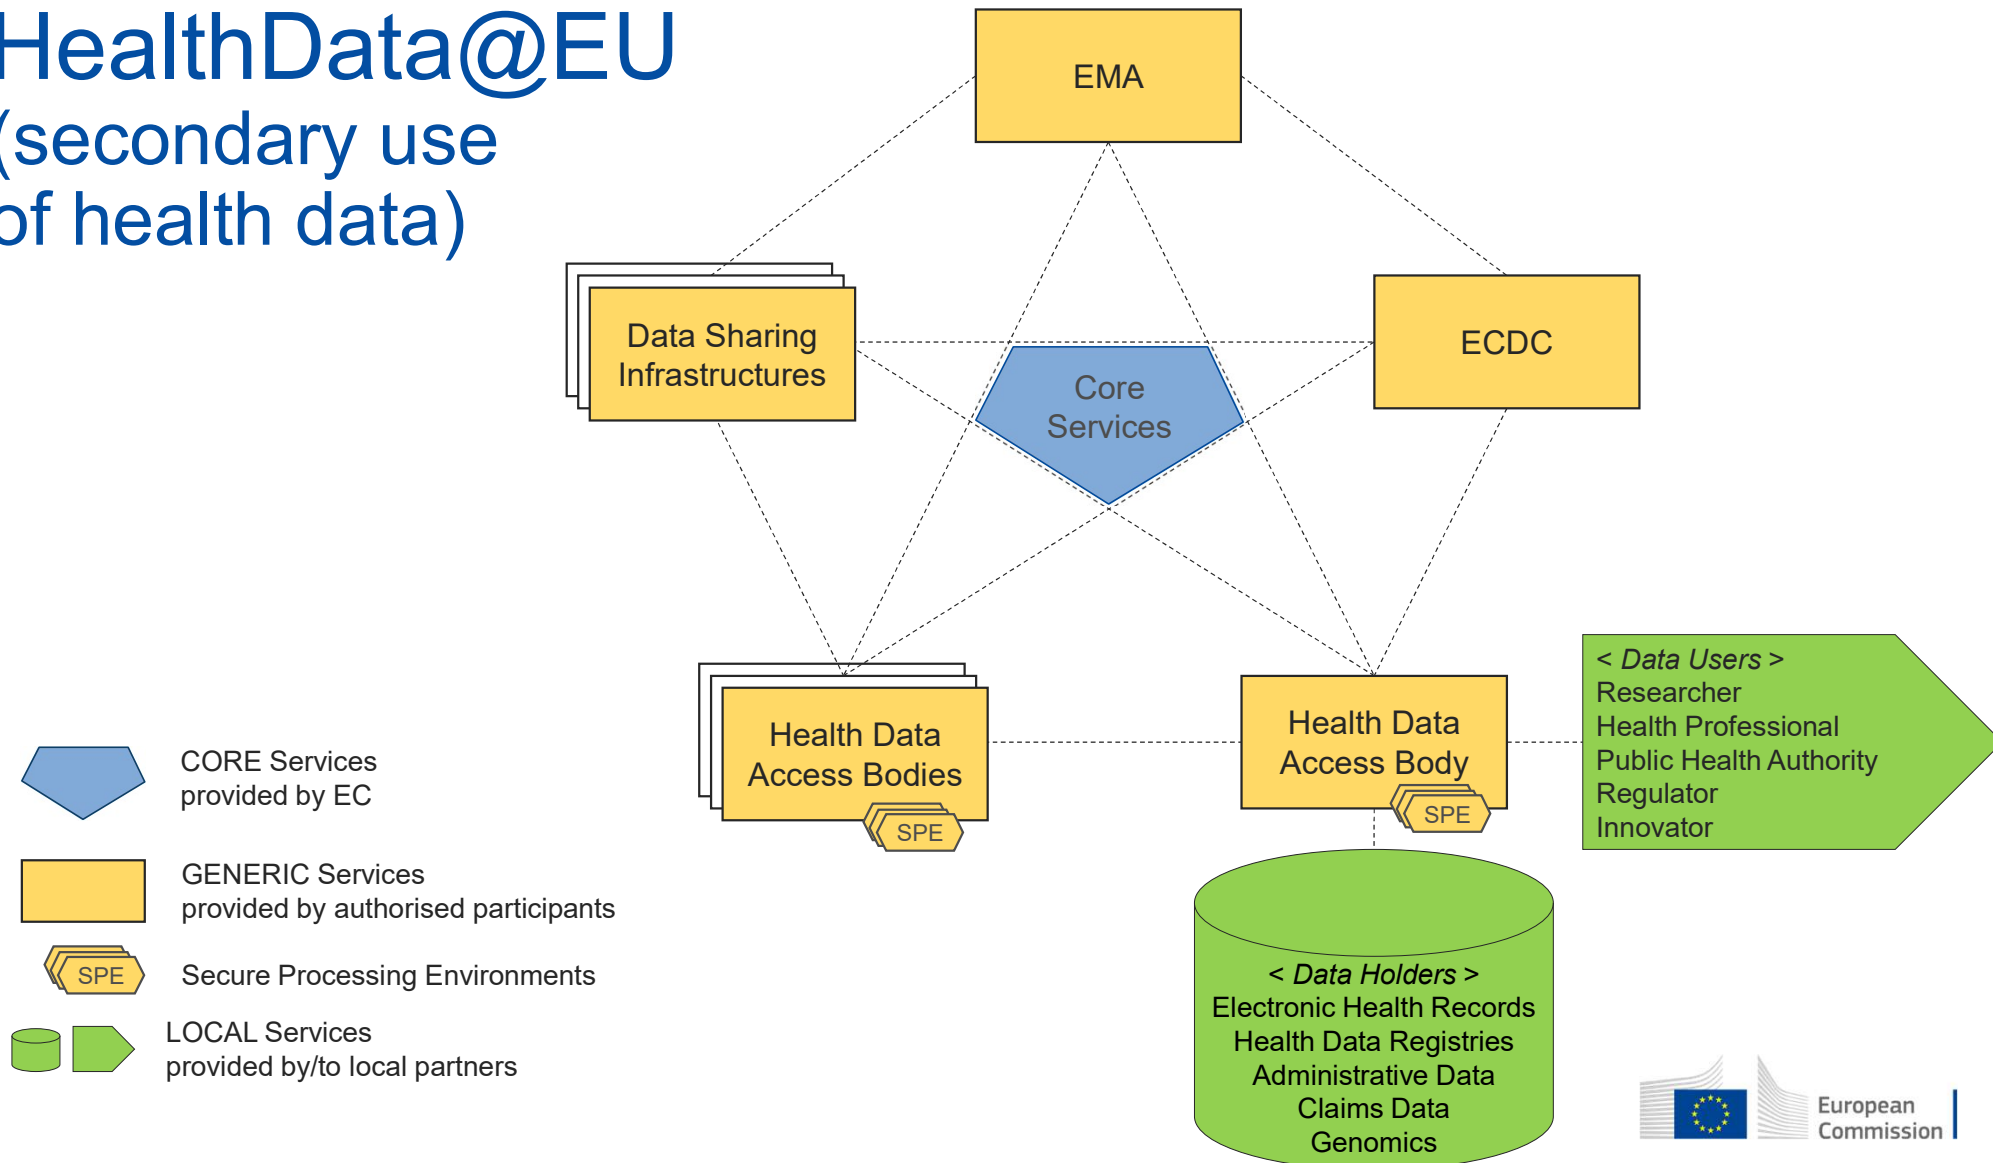 HealthData@EU
(secondary use
of health data)
EMA
Data Sharing
Infrastructures
ECDC
Core
Services
Health Data
Access Bodies
SPE
Health Data
Access Body
SPE
< Data Users >
Researcher
Health Professional
Public Health Authority
Regulator
Innovator
< Data Holders >
Electronic Health Records
Health Data Registries
Administrative Data
Claims Data
Genomics
CORE Services
provided by EC
GENERIC Services
provided by authorised participants
SPE
Secure Processing Environments
LOCAL Services
provided by/to local partners
European
Commission